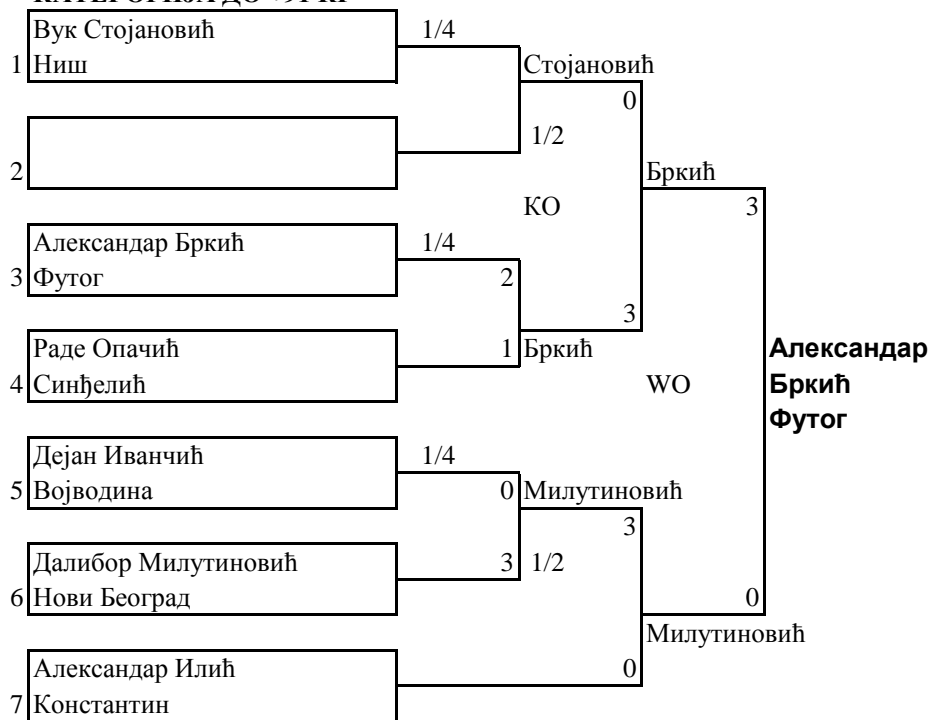 Вук Стојановић 1/4
1 Ниш Стојановић
0
1/2
2 Бркић
КО 3
Александар Бркић 1/4
3 Футог 2
3
Раде Опачић 1 Бркић Александар
4 Синђелић WO Бркић
Футог
Дејан Иванчић 1/4
5 Војводина 0 Милутиновић
3
Далибор Милутиновић 3 1/2
6 Нови Београд 0
Милутиновић
Александар Илић 0
7 Константин